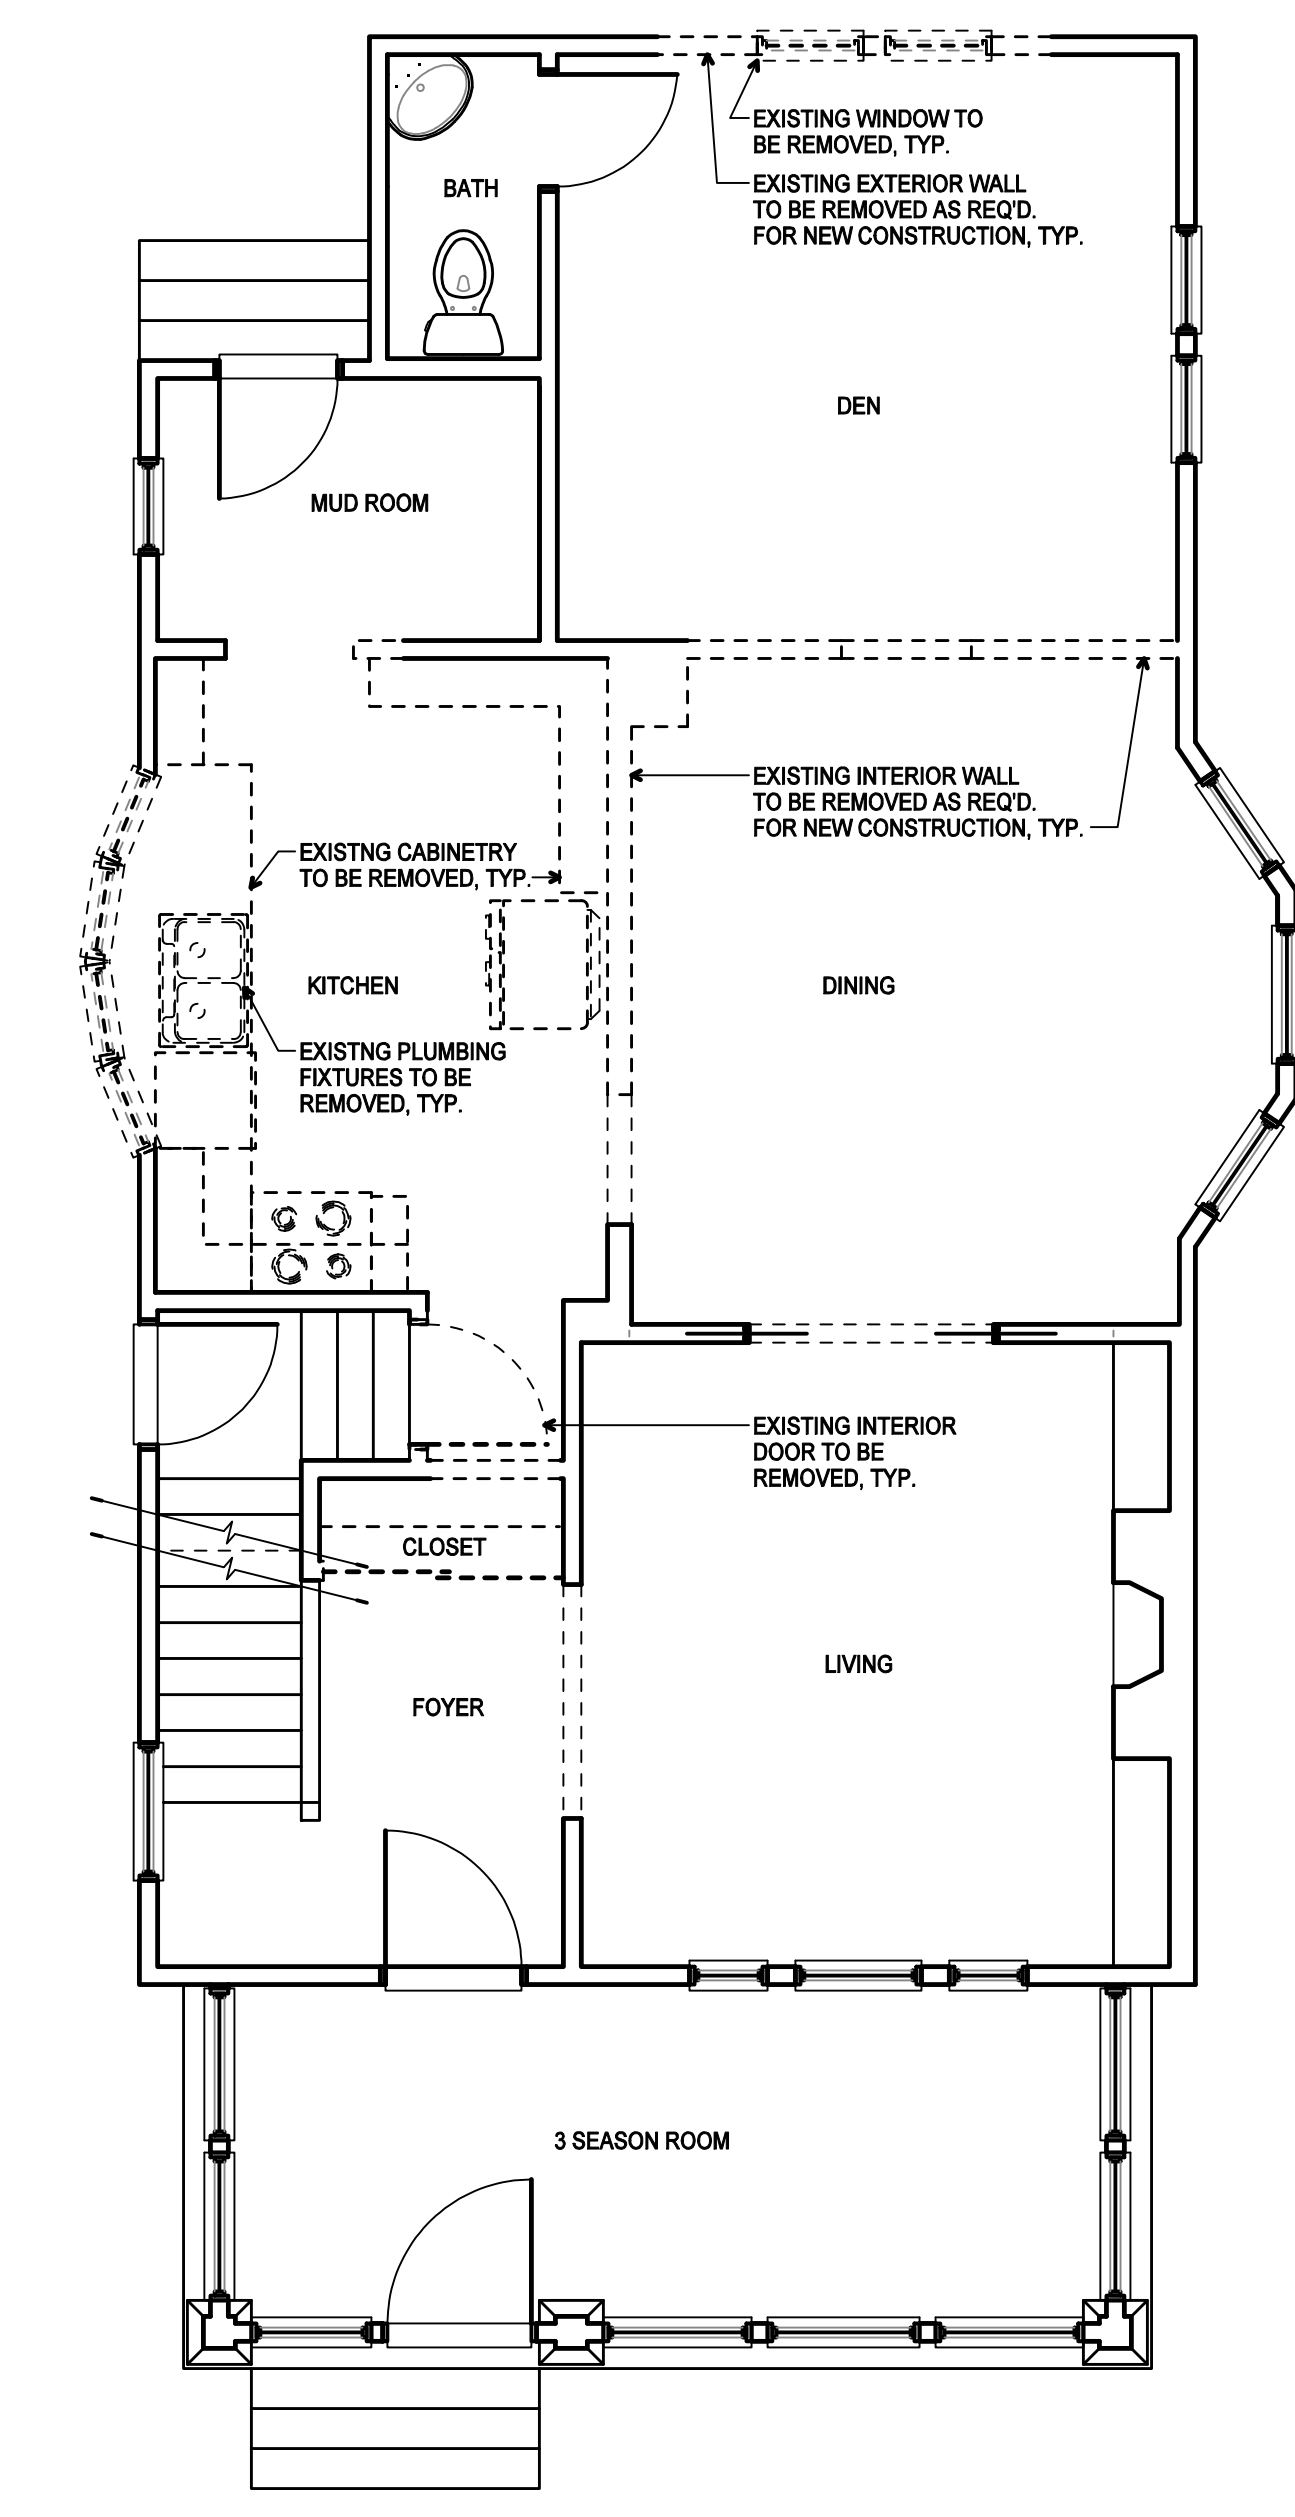 EXISTING WINDOW TO
BE REMOVED, TYP.
BATH
EXISTING EXTERIOR WALL
TO BE REMOVED AS REQ'D.
FOR NEW CONSTRUCTION, TYP.
DEN
MUD ROOM
EXISTING INTERIOR WALL
TO BE REMOVED AS REQ'D.
FOR NEW CONSTRUCTION, TYP.
EXISTNG CABINETRY
TO BE REMOVED, TYP.
KITCHEN
DINING
EXISTNG PLUMBING
FIXTURES TO BE
REMOVED, TYP.
EXISTING INTERIOR
DOOR TO BE
REMOVED, TYP.
CLOSET
LIVING
FOYER
3 SEASON ROOM